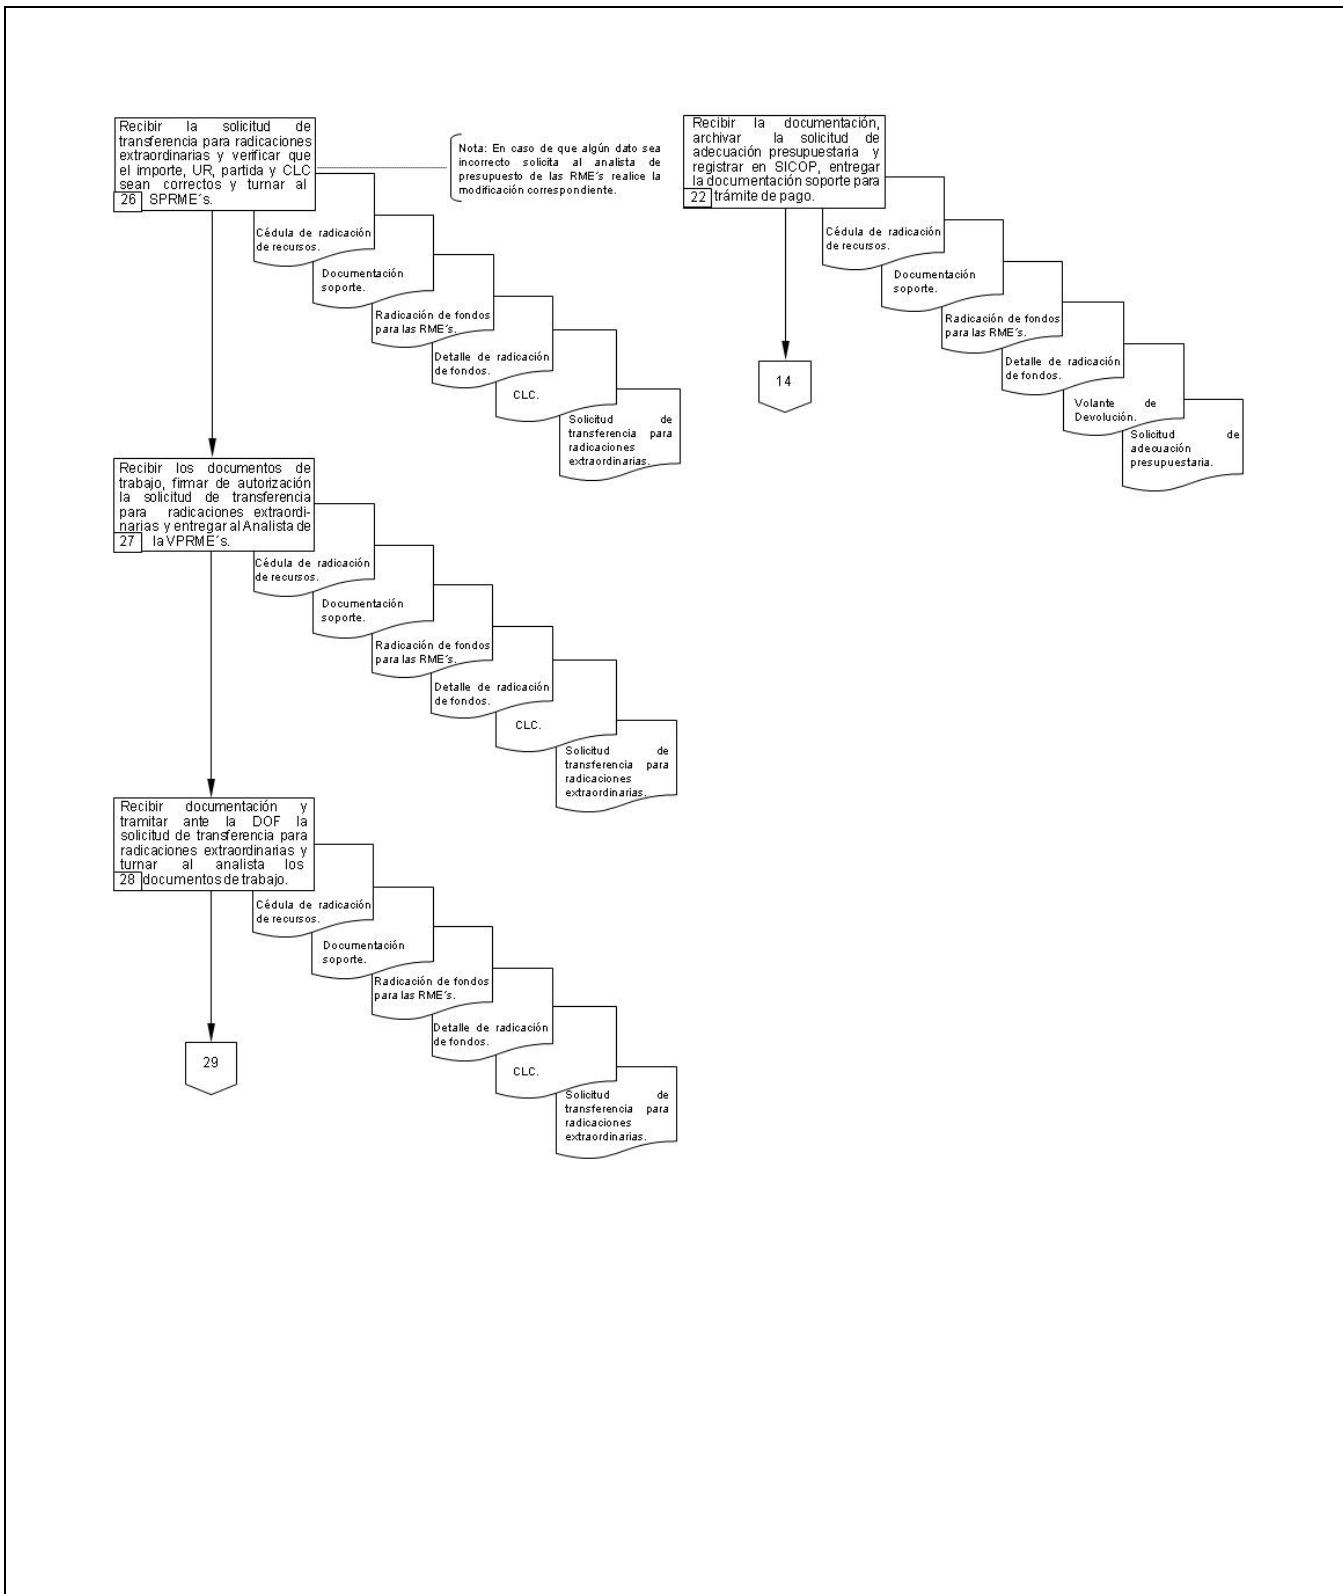 Recibir la solicitud de
transferencia para radicaciones
extraordinarias y verificar que
el importe, UR, partida y CLC
sean correctos y turnar al
26 SPRME´s.
Nota: En caso de que algún dato sea
incorrecto solicita al analista de
presupuesto de las RME's realice la
modificación correspondiente.
Cédula de radicación
de recursos.
Documentación
soporte.
Radicación de fondos
para las RME´s.
Detalle de radicación
de fondos.
CLC.
Solicitud de
transferencia para
radicaciones
extraordinarias.
Recibir los documentos de
trabajo, firmar de autorización
la solicitud de transferencia
para radicaciones extraordi-
narias y entregar al Analista de
27 la VPRME´s.
Cédula de radicación
de recursos.
Documentación
soporte.
Radicación de fondos
para las RME´s.
Detalle de radicación
de fondos.
CLC.
Solicitud de
transferencia para
radicaciones
extraordinarias.
Recibir documentación y
tramitar ante la DOF la
solicitud de transferencia para
radicaciones extraordinarias y
turnar al analista los
28 documentos de trabajo.
Cédula de radicación
de recursos.
Documentación
soporte.
Radicación de fondos
para las RME´s.
Detalle de radicación
de fondos.
CLC.
Solicitud de
transferencia para
radicaciones
extraordinarias.
29
Recibir la documentación,
archivar la solicitud de
adecuación presupuestaria y
registrar en SICOP, entregar
la documentación soporte para
22 trámite de pago.
Cédula de radicación
de recursos.
Documentación
soporte.
Radicación de fondos
para las RME´s.
Detalle de radicación
de fondos.
Volante de
Devolución.
Solicitud de
adecuación
presupuestaria.
14